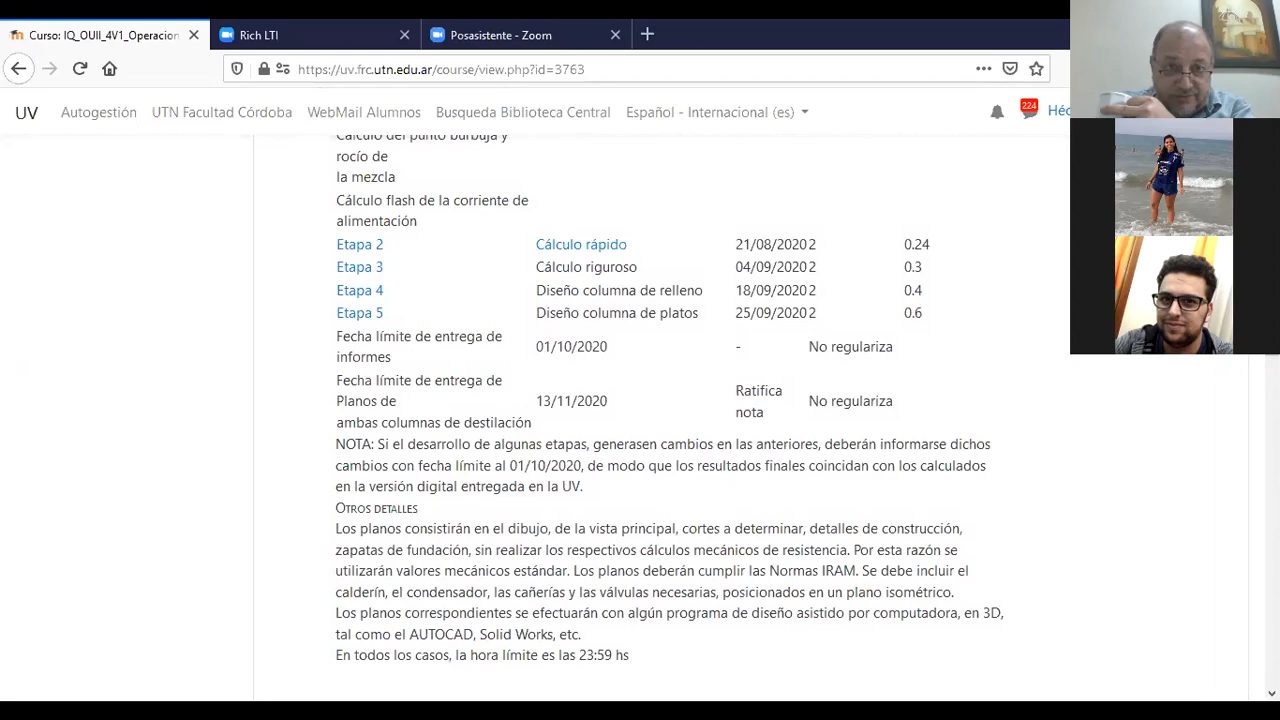 Curso: IQ_OUII_4V1_Operacion
Rich LTI
Posasistente - Zoom
https://uv.frc.utn.edu.ar/course/view.php?id=3763
UV Autogestión UTN Facultad Córdoba WebMail Alumnos Busqueda Biblioteca Central Español - Internacional (es) 224 Héc
Cálculo del punto burbuja y
rocío de
la mezcla
Cálculo flash de la corriente de
alimentación
Etapa 2 Cálculo rápido 21/08/2020 2 0.24
Etapa 3 Cálculo riguroso 04/09/2020 2 0.3
Etapa 4 Diseño columna de relleno 18/09/2020 2 0.4
Etapa 5 Diseño columna de platos 25/09/2020 2 0.6
Fecha límite de entrega de
informes 01/10/2020 - No regulariza
Fecha límite de entrega de
Planos de
ambas columnas de destilación 13/11/2020 Ratifica
nota No regulariza
NOTA: Si el desarrollo de algunas etapas, generasen cambios en las anteriores, deberán informarse dichos
cambios con fecha límite al 01/10/2020, de modo que los resultados finales coincidan con los calculados
en la versión digital entregada en la UV.
OTROS DETALLES
Los planos consistirán en el dibujo, de la vista principal, cortes a determinar, detalles de construcción,
zapatas de fundación, sin realizar los respectivos cálculos mecánicos de resistencia. Por esta razón se
utilizarán valores mecánicos estándar. Los planos deberán cumplir las Normas IRAM. Se debe incluir el
calderín, el condensador, las cañerías y las válvulas necesarias, posicionados en un plano isométrico.
Los planos correspondientes se efectuarán con algún programa de diseño asistido por computadora, en 3D,
tal como el AUTOCAD, Solid Works, etc.
En todos los casos, la hora límite es las 23:59 hs